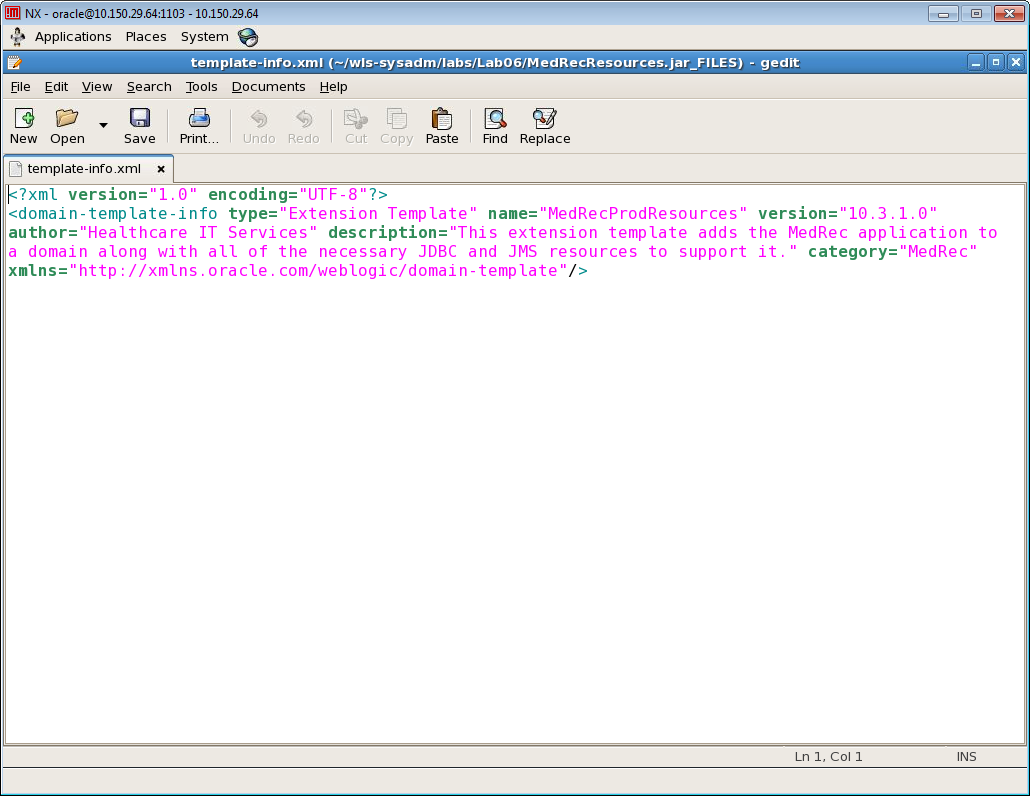 NX - oracle@10.150.29.64:1103 - 10.150.29.64
Applications Places System
template-info.xml (~/wls-sysadm/labs/Lab06/MedRecResources.jar_FILES) - gedit
File Edit View Search Tools Documents Help
New Open Save Print... Undo Redo Cut Copy Paste Find Replace
template-info.xml
<?xml version="1.0" encoding="UTF-8"?>
<domain-template-info type="Extension Template" name="MedRecProdResources" version="10.3.1.0"
author="Healthcare IT Services" description="This extension template adds the MedRec application to
a domain along with all of the necessary JDBC and JMS resources to support it." category="MedRec"
xmlns="http://xmlns.oracle.com/weblogic/domain-template"/>
Ln 1, Col 1 INS